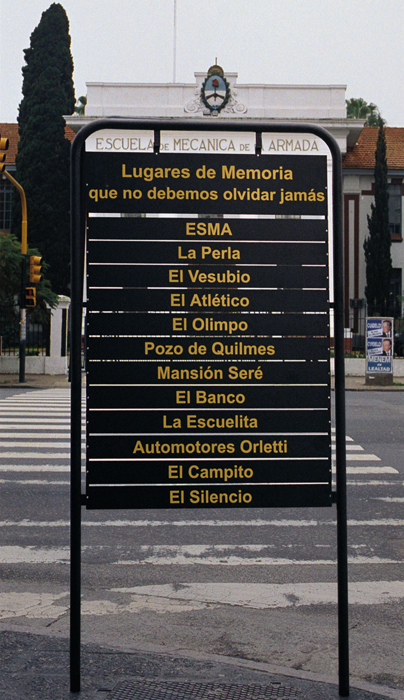 ESCUELA DE MECANICA DE LA ARMADA
Lugares de Memoria
que no debemos olvidar jamás
ESMA
La Perla
El Vesubio
El Atlético
El Olimpo
Pozo de Quilmes
Mansión Seré
El Banco
La Escuelita
Automotores Orletti
El Campito
El Silencio
MENEM
LEALTAD